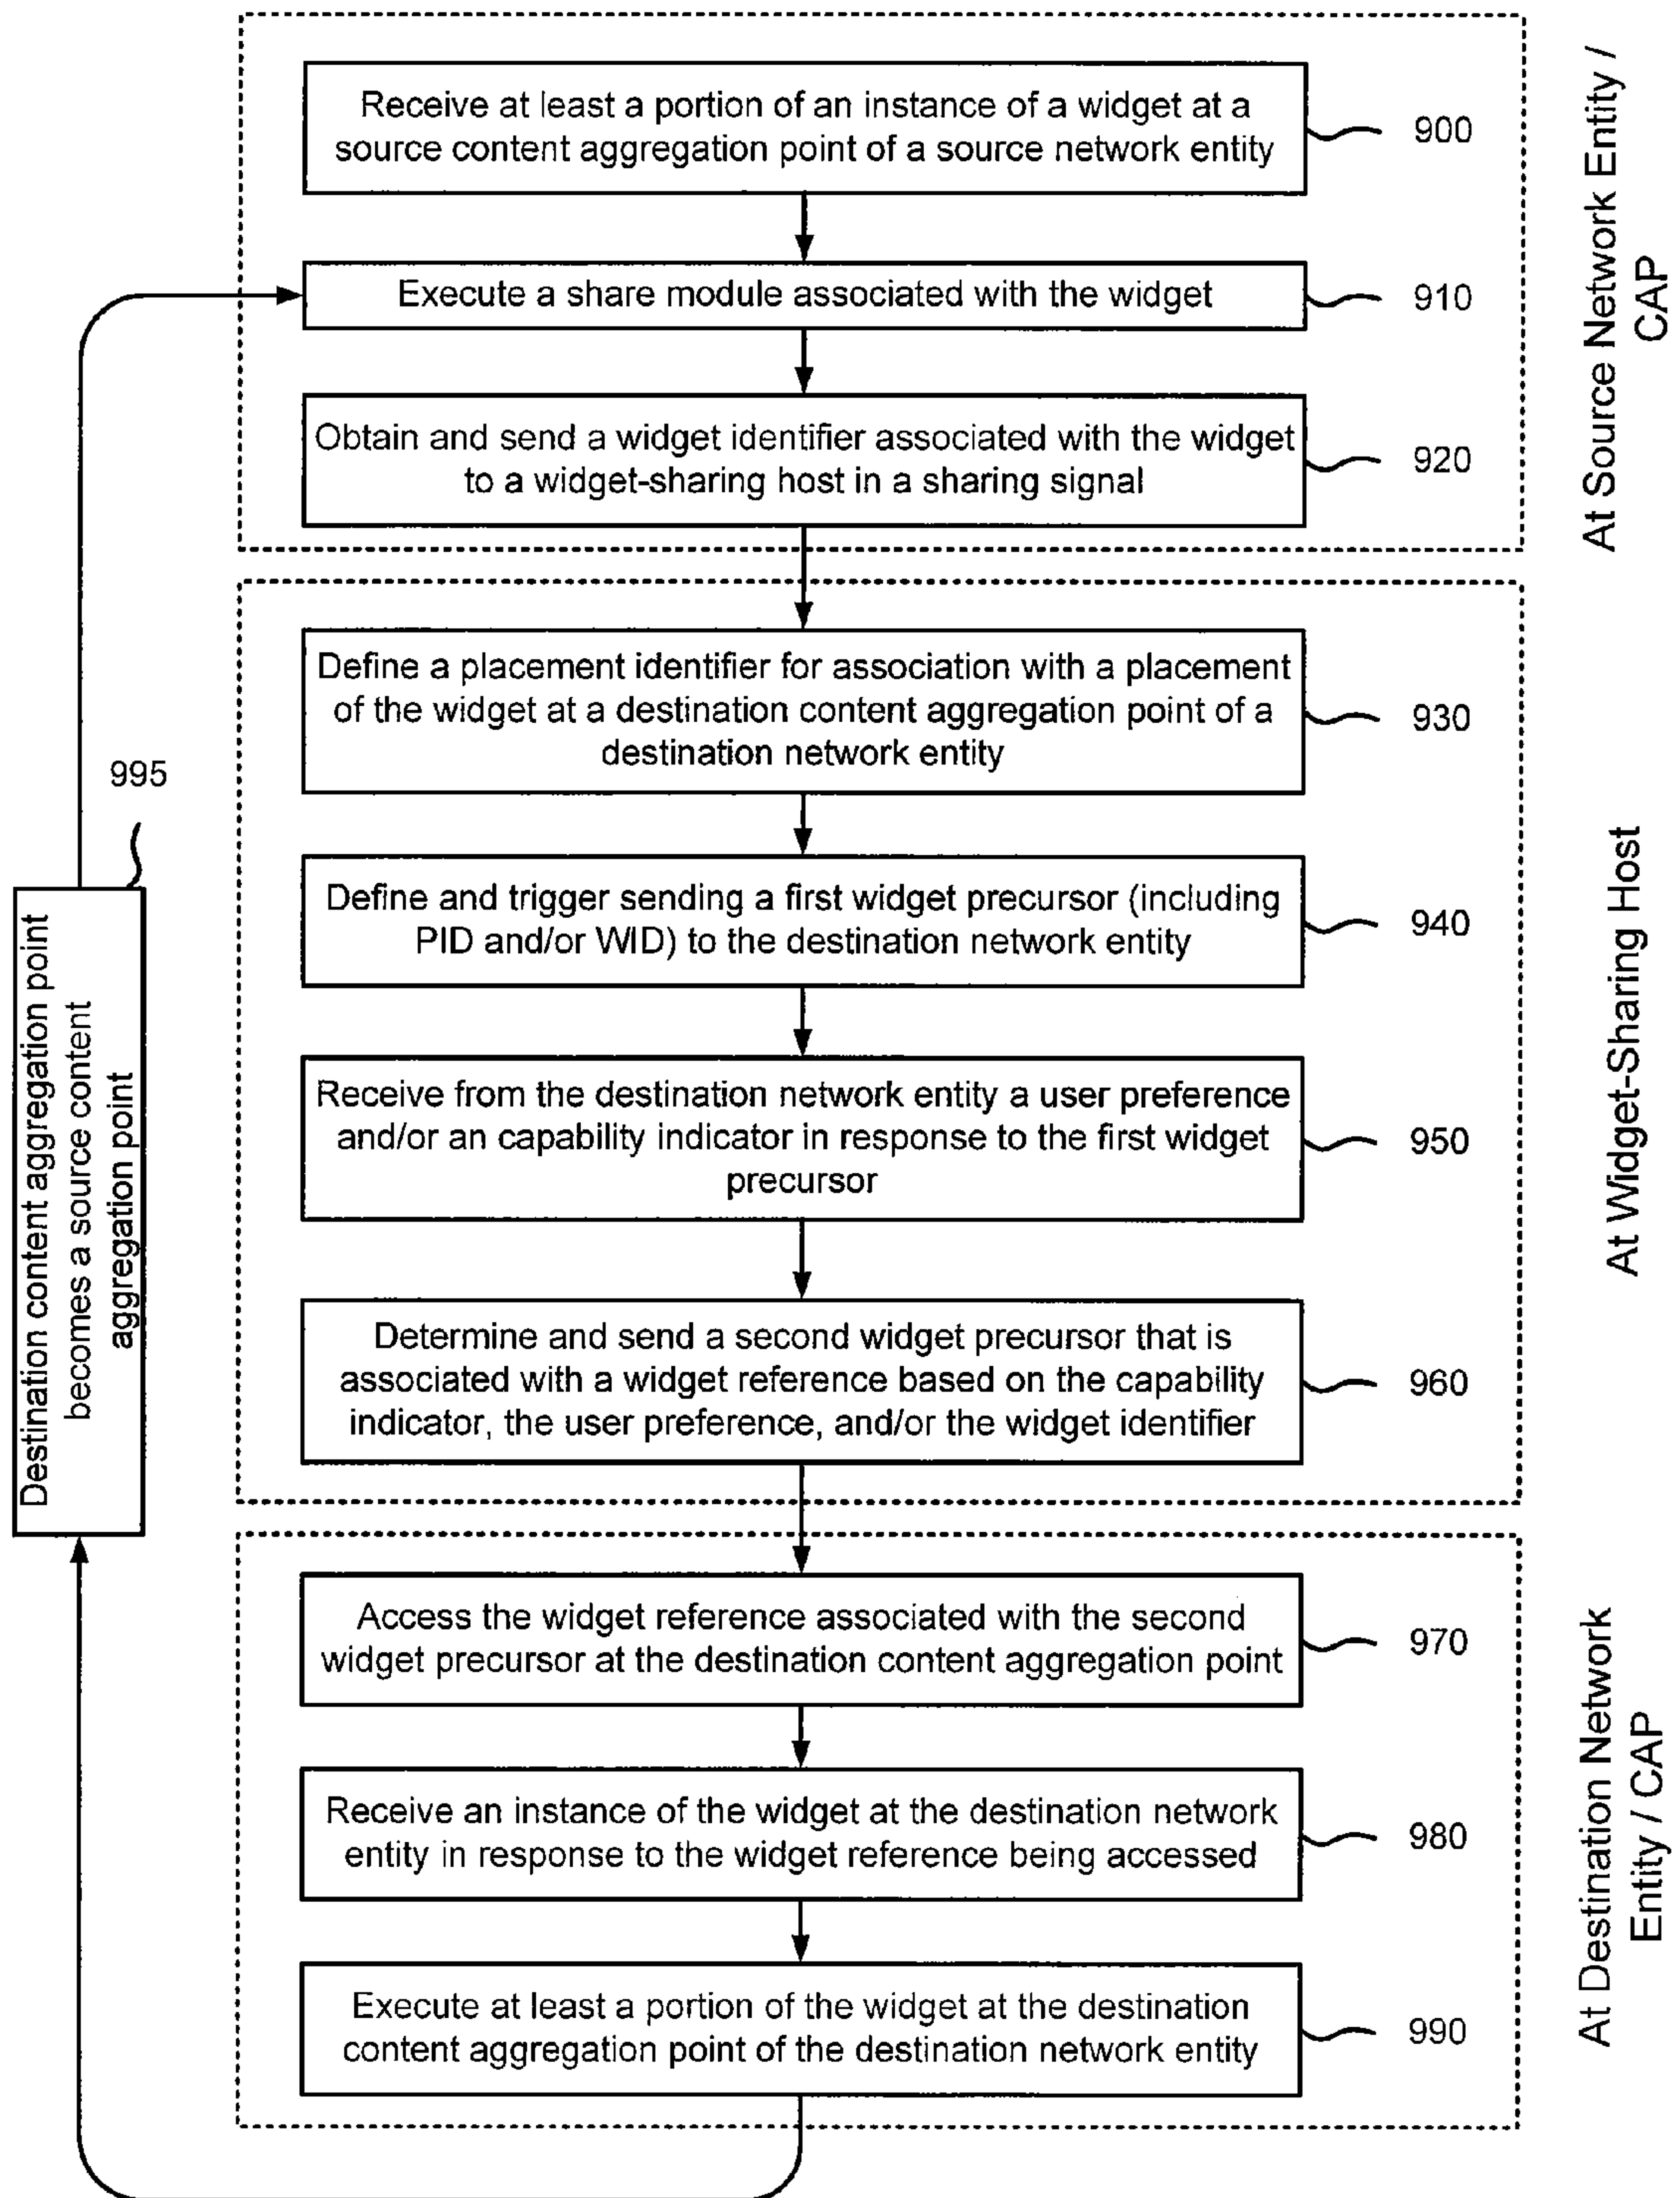 Receive at least a portion of an instance of a widget at a
source content aggregation point of a source network entity
900
Execute a share module associated with the widget
910
Obtain and send a widget identifier associated with the widget
to a widget-sharing host in a sharing signal
920
At Source Network Entity /
CAP
Define a placement identifier for association with a placement
of the widget at a destination content aggregation point of a
destination network entity
930
Define and trigger sending a first widget precursor (including
PID and/or WID) to the destination network entity
940
Receive from the destination network entity a user preference
and/or an capability indicator in response to the first widget
precursor
950
Determine and send a second widget precursor that is
associated with a widget reference based on the capability
indicator, the user preference, and/or the widget identifier
960
At Widget-Sharing Host
Access the widget reference associated with the second
widget precursor at the destination content aggregation point
970
Receive an instance of the widget at the destination network
entity in response to the widget reference being accessed
980
Execute at least a portion of the widget at the destination
content aggregation point of the destination network entity
990
At Destination Network
Entity / CAP
995
Destination content aggregation point
becomes a source content
aggregation point